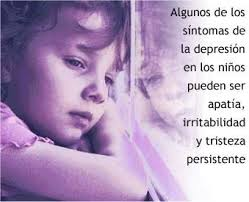 Algunos de los
síntomas de
la depresión
en los niños
pueden ser
apatía,
irritabilidad
y tristeza
persistente